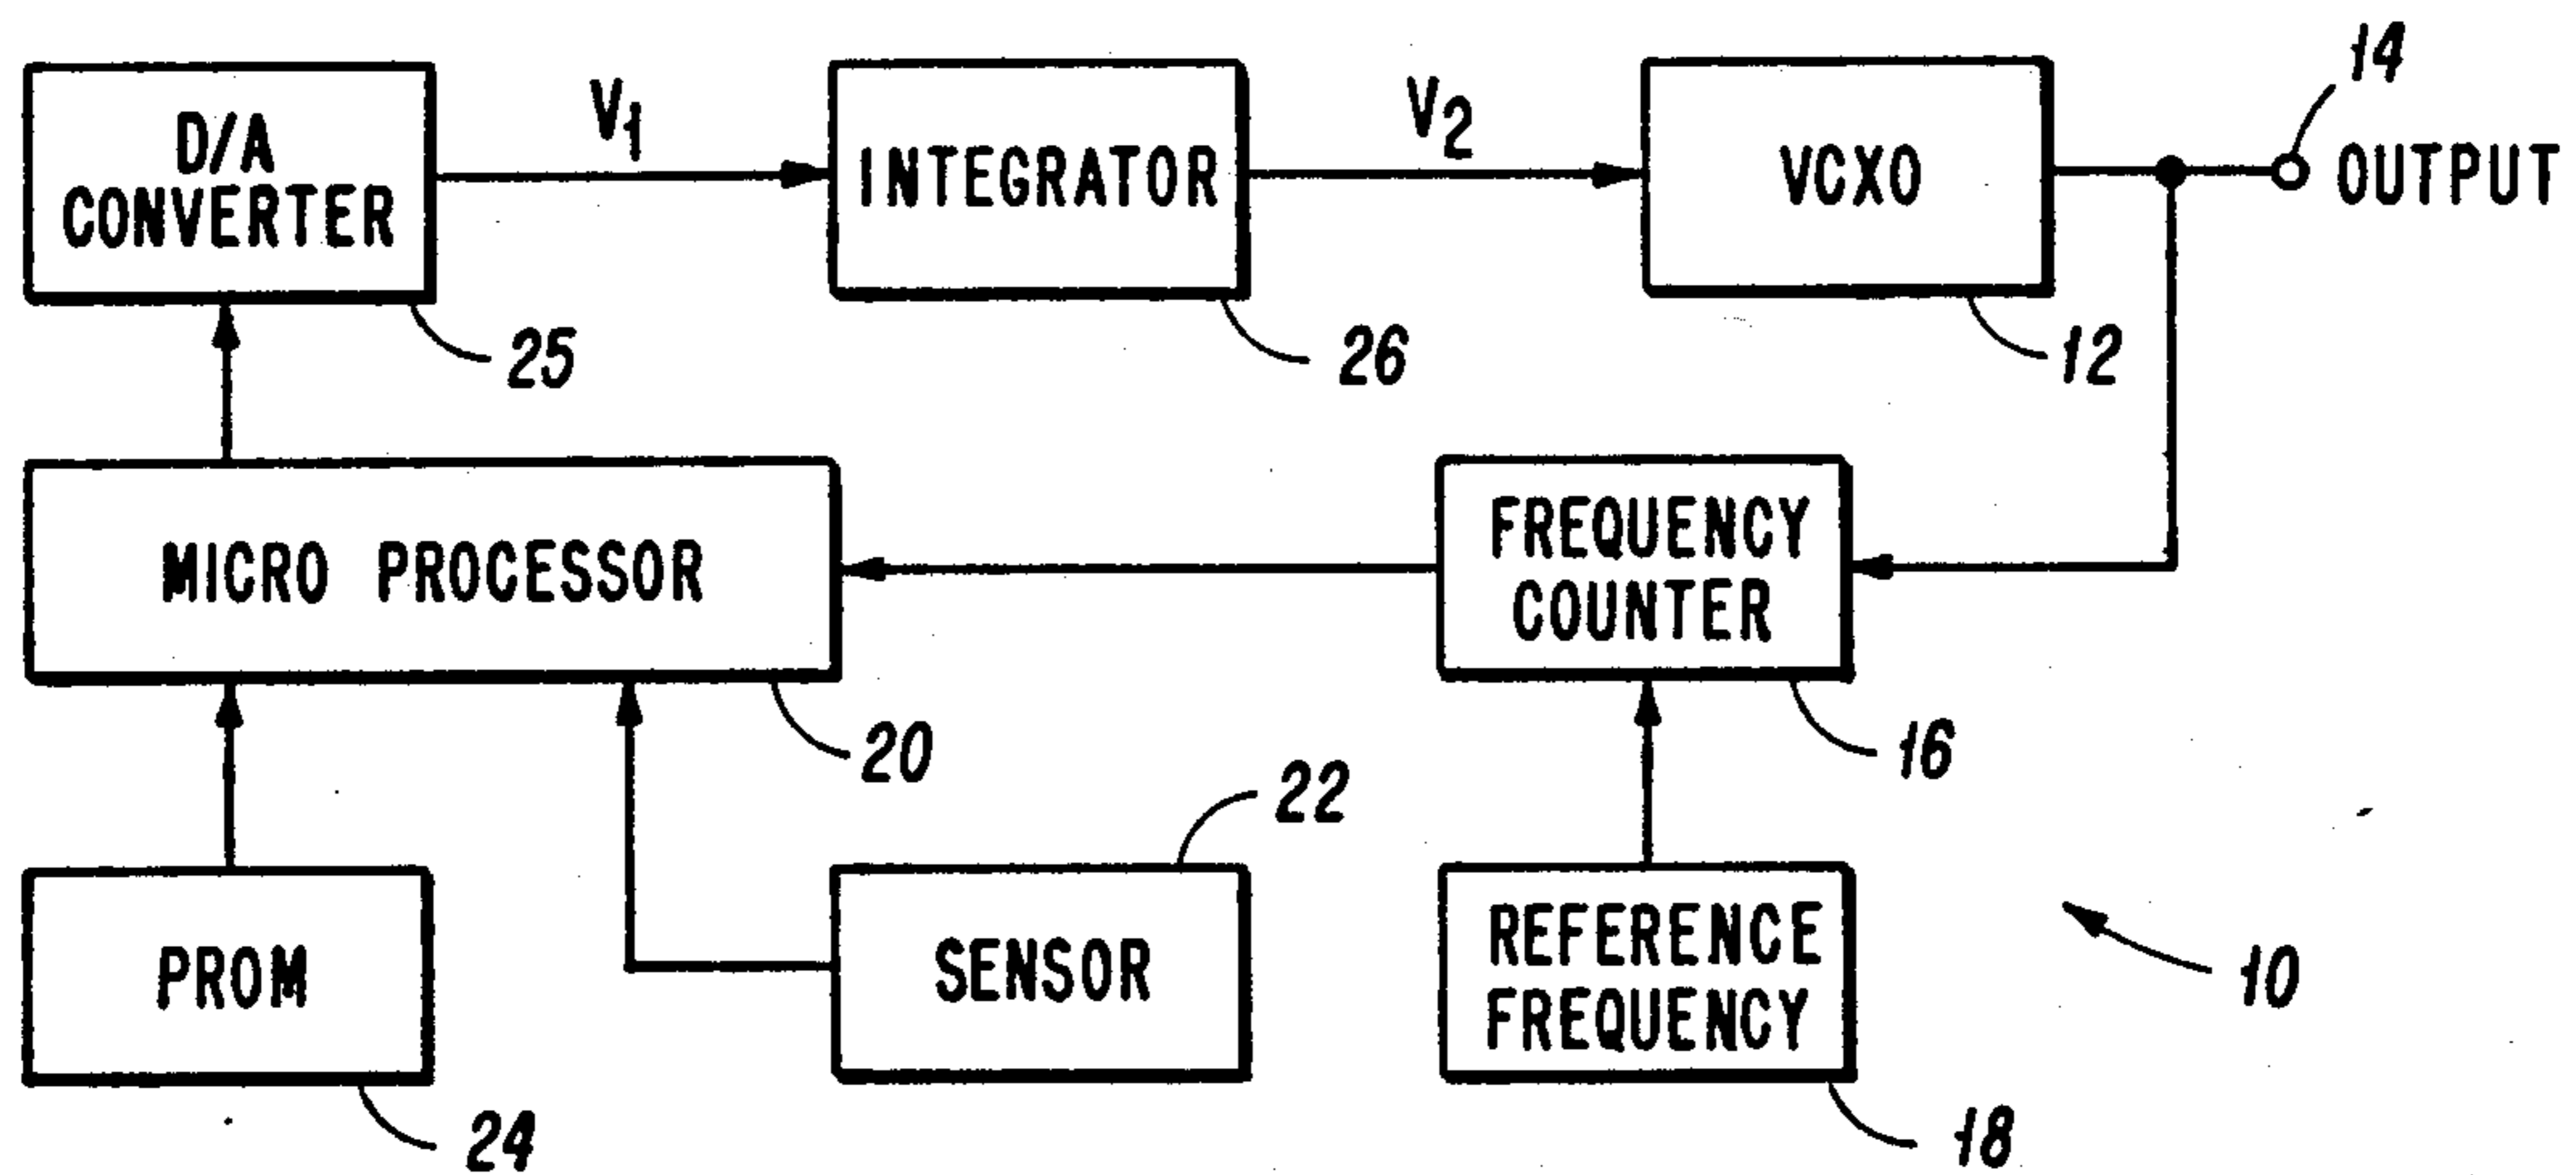 D/A
CONVERTER
25
V1
INTEGRATOR
26
V2
VCXO
12
14
OUTPUT
MICRO PROCESSOR
20
FREQUENCY
COUNTER
16
PROM
24
SENSOR
22
REFERENCE
FREQUENCY
18
10